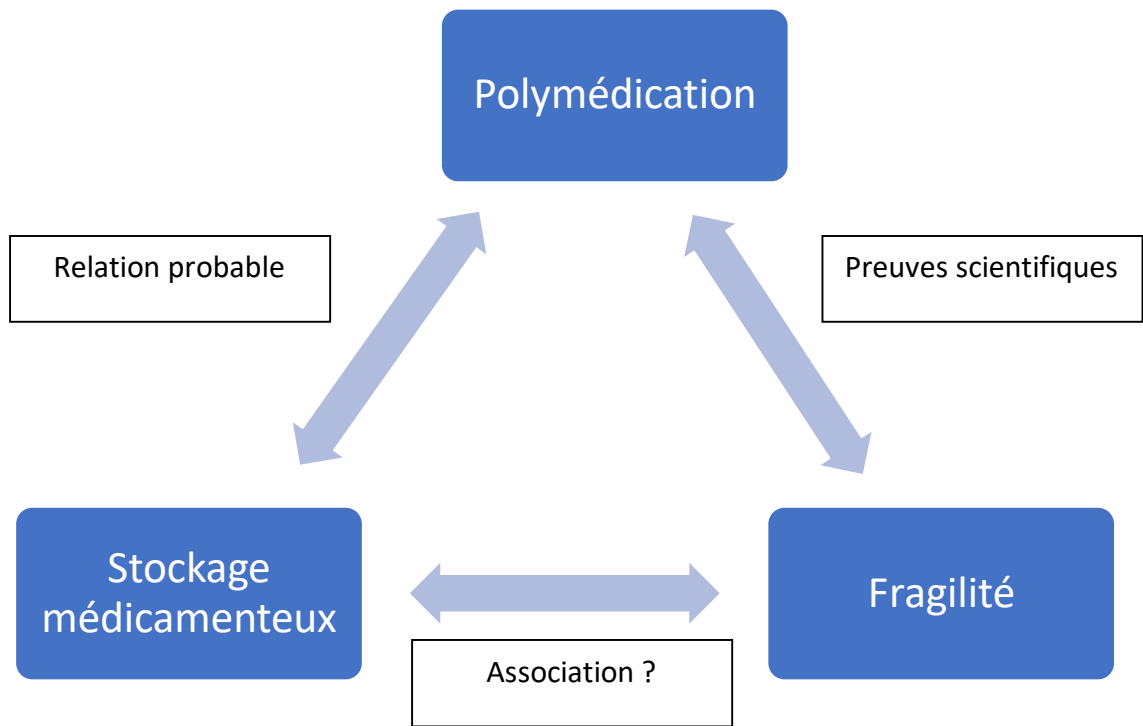 Polymédication
Relation probable
Preuves scientifiques
Stockage
médicamenteux
Fragilité
Association ?